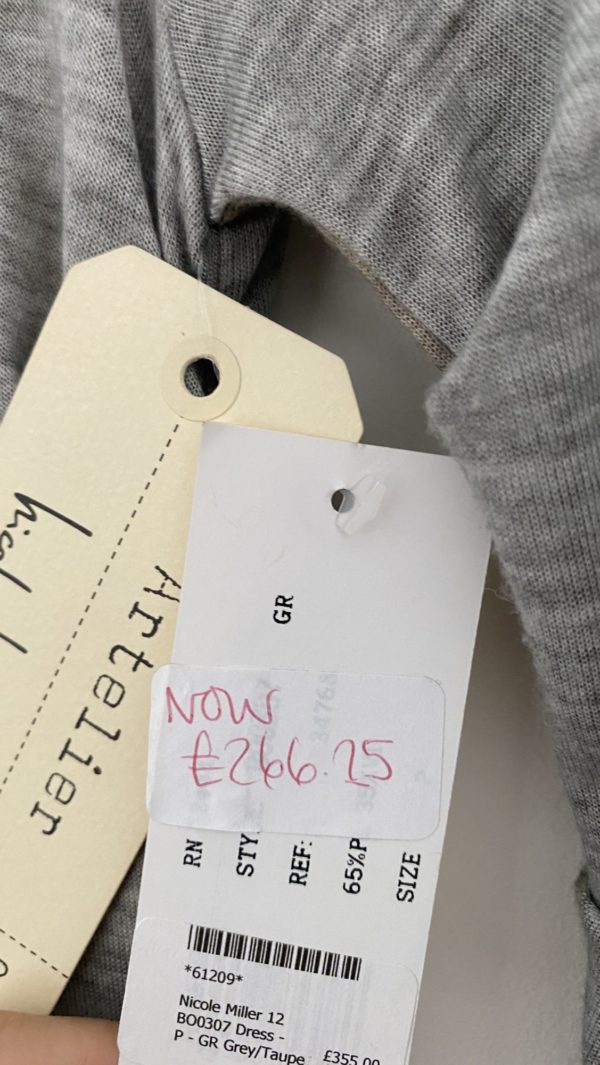 Artelier
GR
NOW
£266.25
RN
STY
REF:
65%P
SIZE
*61209*
Nicole Miller 12
BO0307 Dress -
P - GR Grey/Taupe £355.00